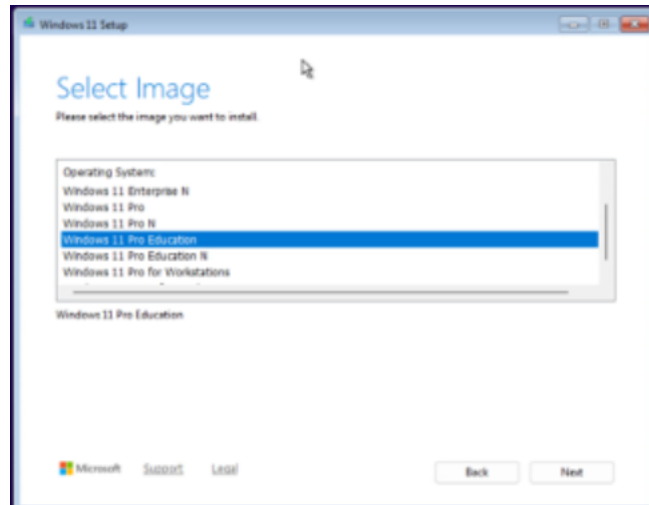 Windows 11 Setup
Select Image
Please select the image you want to install.
Operating System:
Windows 11 Enterprise N
Windows 11 Pro
Windows 11 Pro N
Windows 11 Pro Education
Windows 11 Pro Education N
Windows 11 Pro for Workstations
Windows 11 Pro Education
Microsoft Support Legal
Back Next